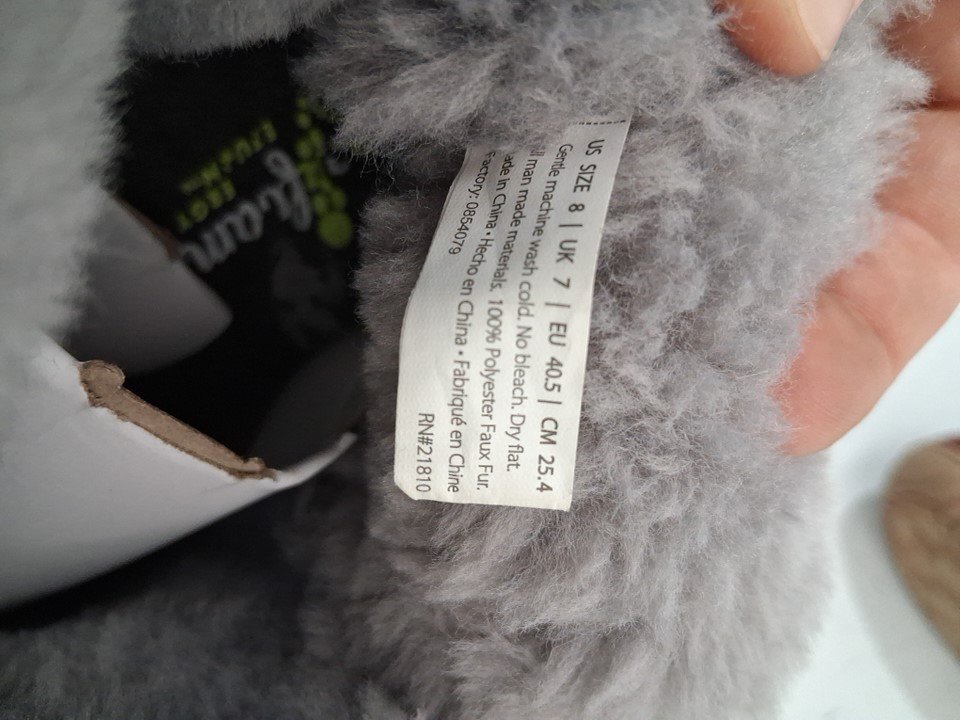 US SIZE 8 | UK 7 | EU 40.5 | CM 25.4
Gentle machine wash cold. No bleach. Dry flat.
man made materials. 100% Polyester Faux Fur.
ade in China • Hecho en China • Fabriqué en Chine
Factory: 0854079
RN#21810